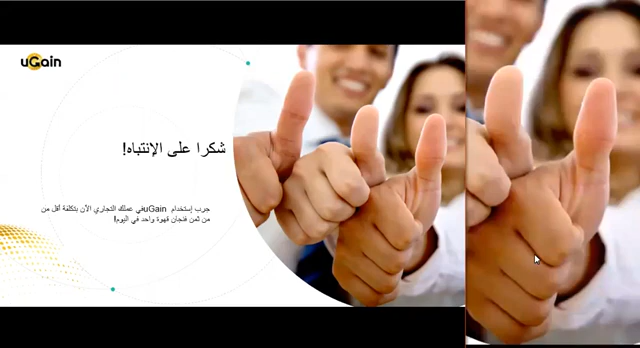 uGain
شكرا على الإنتباه!
جرب إستخدام uGainفي عملك التجاري الأن بتكلفة أقل من
من ثمن فنجان قهوة واحد في اليوم!